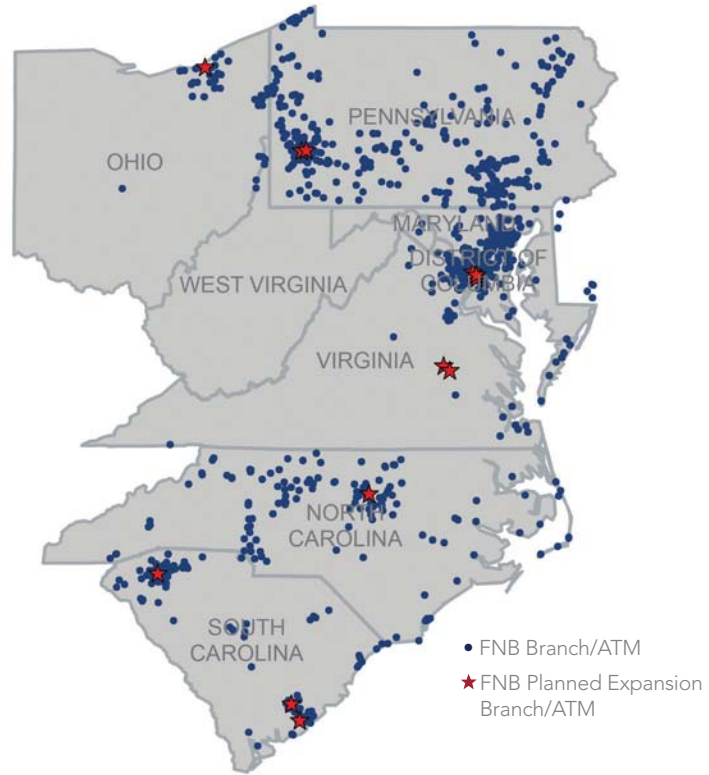 PENNSYLVANIA
OHIO
MARYLAND
DISTRICT OF
COLUMBIA
WEST VIRGINIA
VIRGINIA
NORTH
CAROLINA
SOUTH
CAROLINA
FNB Branch/ATM
FNB Planned Expansion
Branch/ATM